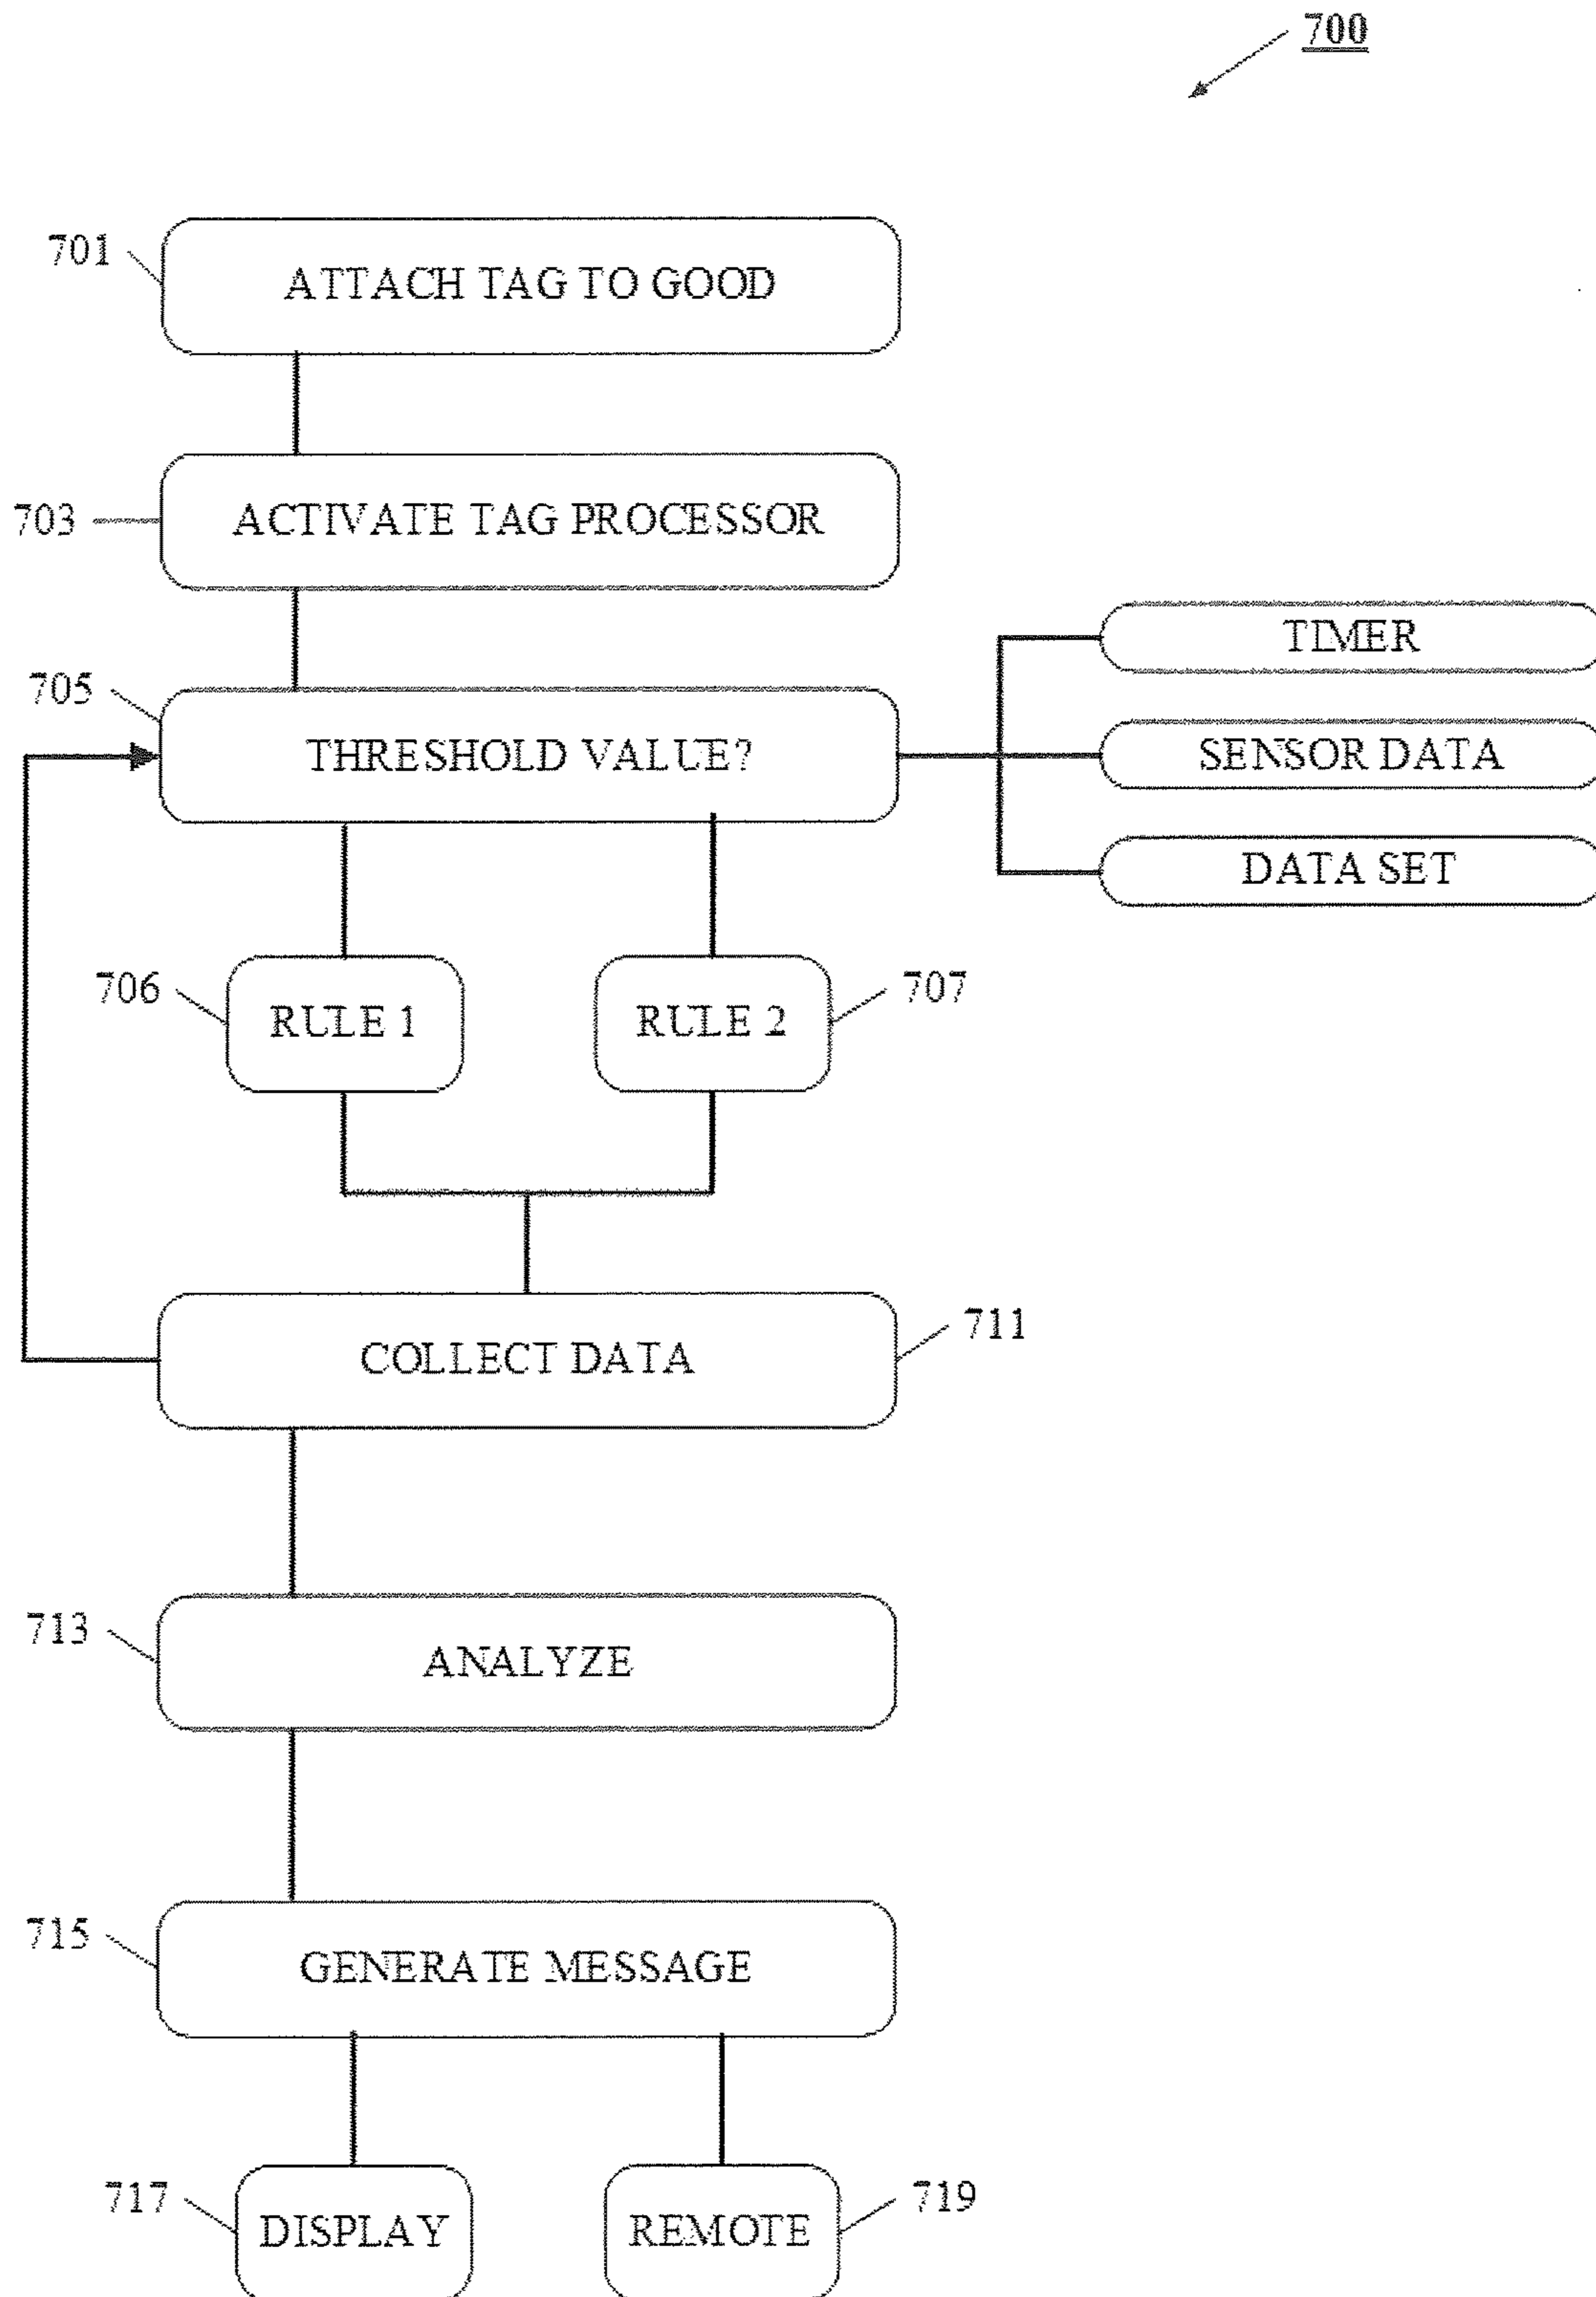 700
701
ATTACH TAG TO GOOD
703
ACTIVATE TAG PROCESSOR
705
THRESHOLD VALUE?
TIMER
SENSOR DATA
DATA SET
706
RULE 1
RULE 2
707
COLLECT DATA
711
713
ANALYZE
715
GENERATE MESSAGE
717
DISPLAY
REMOTE
719